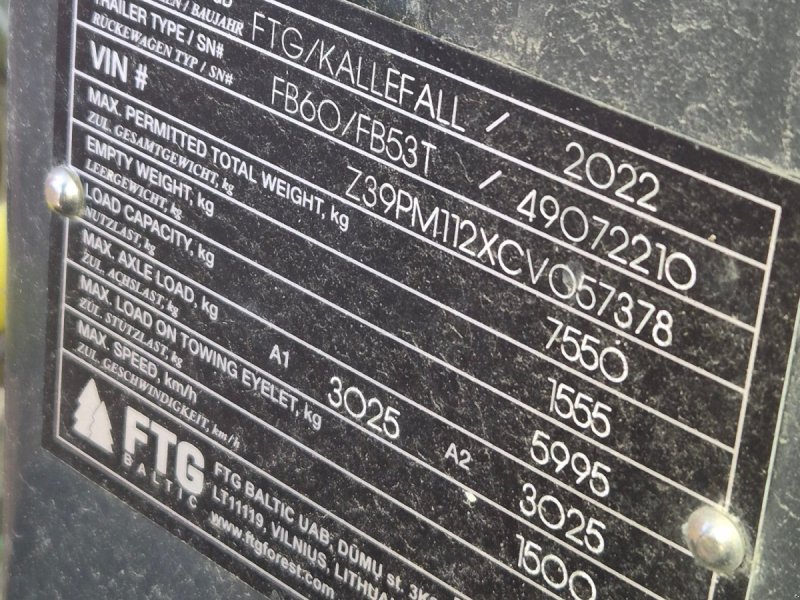 TRAILER TYPE / SN#
RÜCKEWAGEN TYP / SN#
VIN #
MAX. PERMITTED TOTAL WEIGHT, kg
ZUL. GESAMTGEWICHT, kg
EMPTY WEIGHT, kg
LEERGEWICHT, kg
LOAD CAPACITY, kg
NUTZLAST, kg
MAX. AXLE LOAD, kg
ZUL. ACHSLAST, kg
MAX. LOAD ON TOWING EYELET, kg
ZUL. STUTZLAST, kg
MAX. SPEED, km/h
ZUL. GESCHWINDIGKEIT, km/h
/ BAUJAHR
FTG/KALLEFALL / 2022
FB60/FB53T / 49072210
Z39PM112XCV057378
7550
1555
5995
A1 3025 A2 3025
1500
FTG
BALTIC
FTG BALTIC UAB; DŪMŲ st.
LT11119, VILNIUS,
www.ftgforest.com